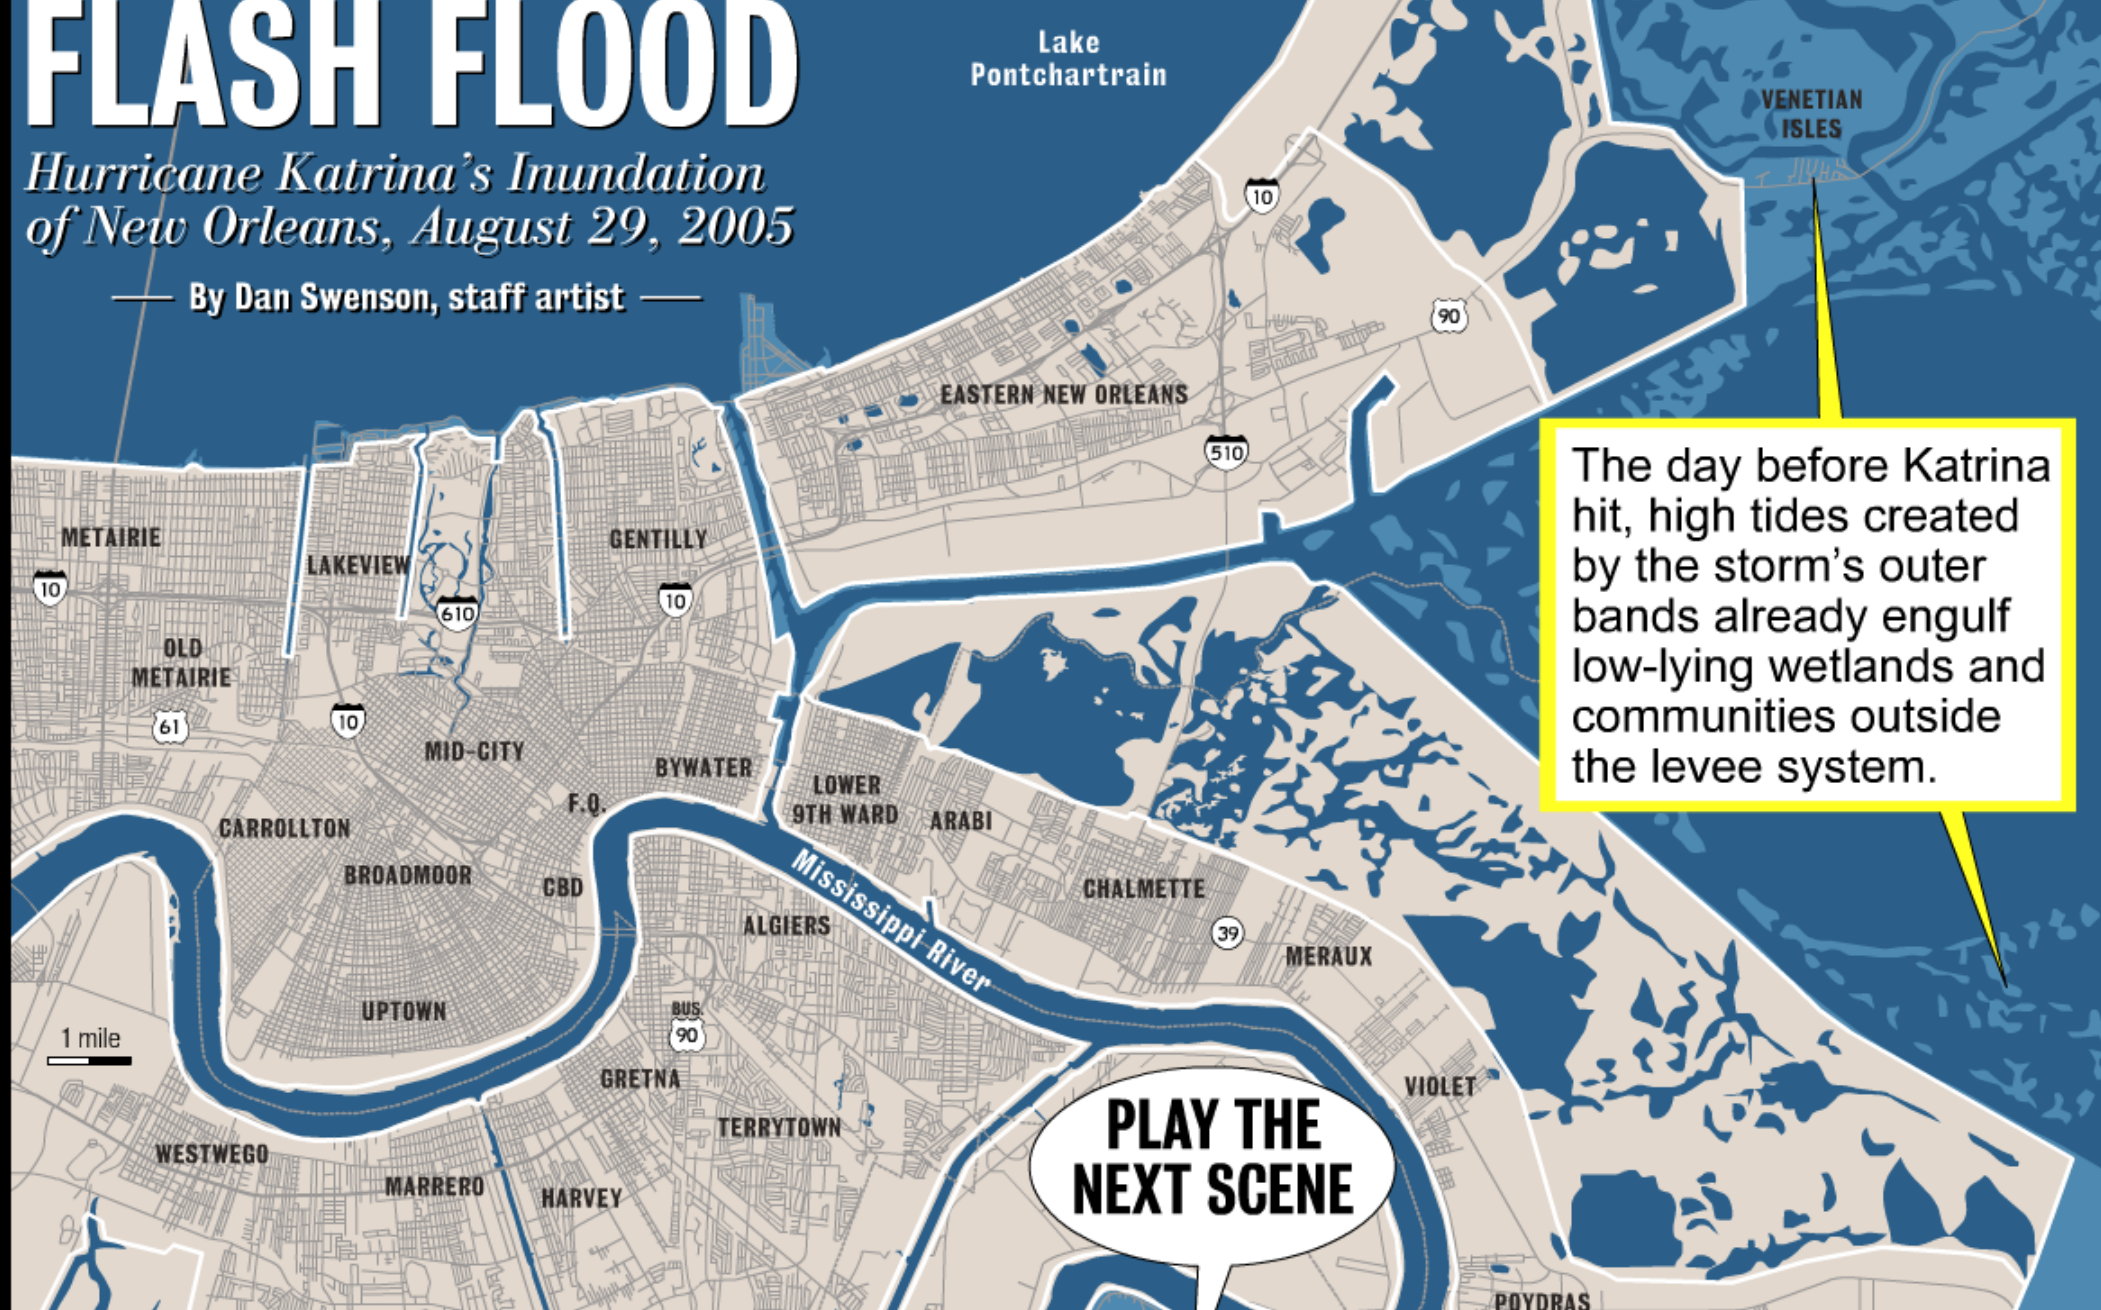 FLASH FLOOD
Hurricane Katrina's Inundation
of New Orleans, August 29, 2005
By Dan Swenson, staff artist
Lake
Pontchartrain
VENETIAN
ISLES
10
90
EASTERN NEW ORLEANS
510
The day before Katrina
hit, high tides created
by the storm's outer
bands already engulf
low-lying wetlands and
communities outside
the levee system.
METAIRIE
LAKEVIEW
GENTILLY
10
610
10
OLD
METAIRIE
61
10
MID-CITY
BYWATER
F.Q.
LOWER
9TH WARD
ARABI
CARROLLTON
BROADMOOR
CBD
Mississippi River
CHALMETTE
ALGIERS
39
MERAUX
UPTOWN
BUS.
90
1 mile
GRETNA
VIOLET
TERRYTOWN
PLAY THE
NEXT SCENE
WESTWEGO
MARRERO
HARVEY
POYDRAS